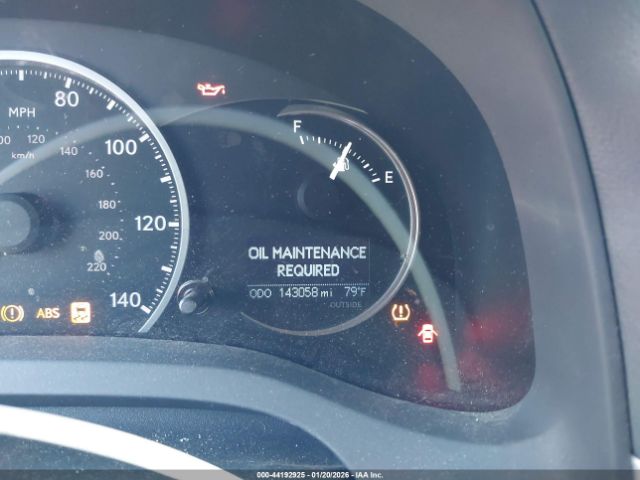 80
MPH
100
F
120
100
km/h
140
160
E
180
120
200
220
OIL MAINTENANCE
REQUIRED
ODO 143058 mi 79°F
OUTSIDE
140
ABS
000-44192925 - 01/20/2026 - IAA Inc.